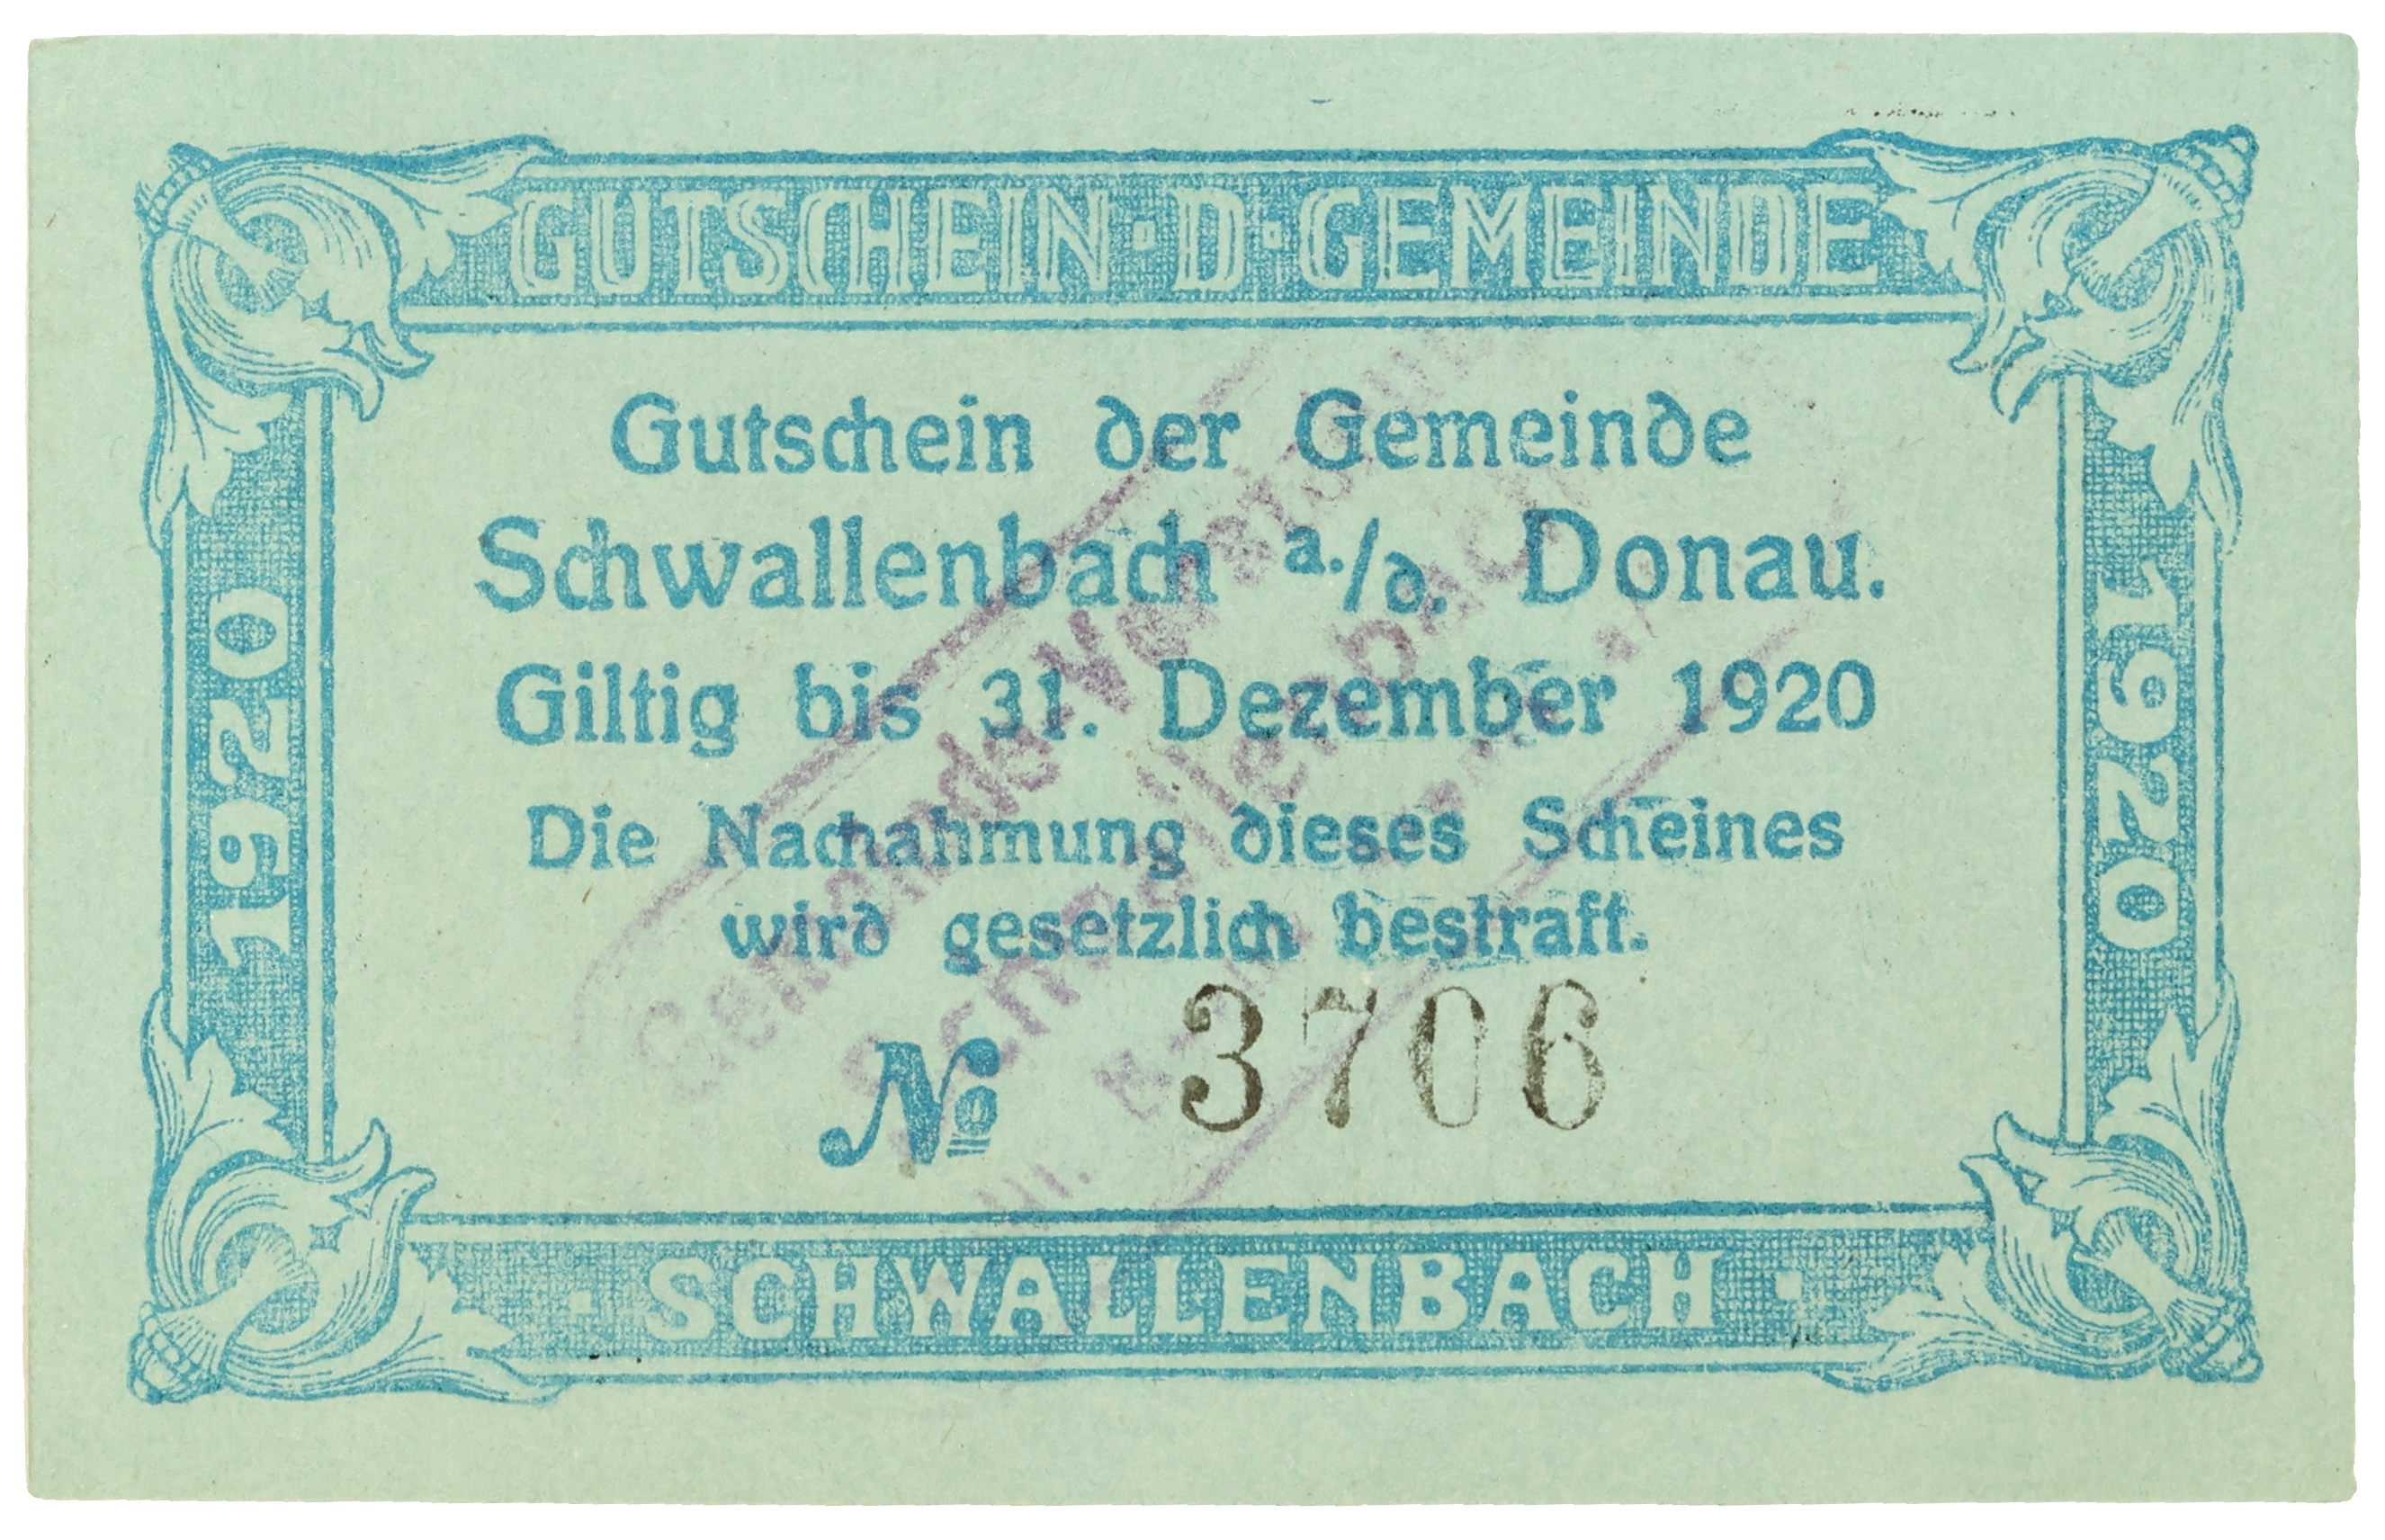 GUTSCHEIN·D·GEMEINDE
1920
Gutschein der Gemeinde
Schwallenbach a./d. Donau.
Giltig bis 31. Dezember 1920
Die Nachahmung dieses Scheines
wird gesetzlich bestraft.
№ 3706
1920
· SCHWALLENBACH ·
Schwallenbach